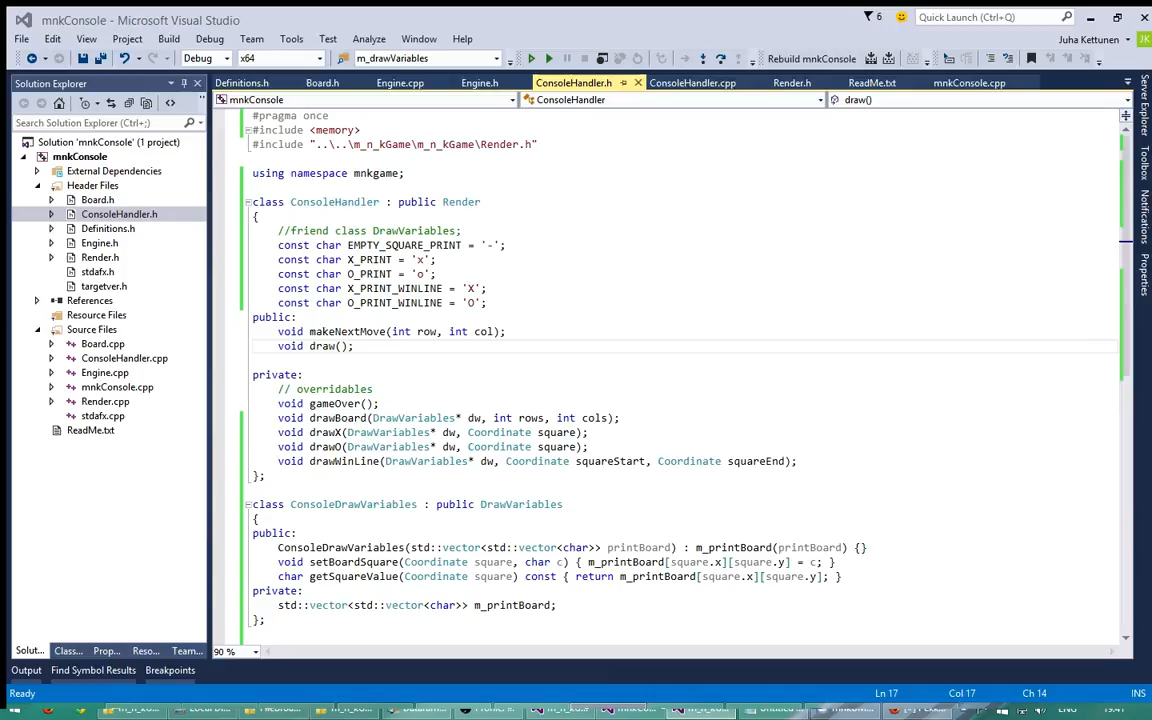 mnkConsole - Microsoft Visual Studio
6
Quick Launch (Ctrl+Q)
File Edit View Project Build Debug Team Tools Test Analyze Window Help
Juha Kettunen
JK
Debug
x64
m_drawVariables
Rebuild mnkConsole
Solution Explorer
Definitions.h Board.h Engine.cpp Engine.h ConsoleHandler.h ConsoleHandler.cpp Render.h ReadMe.txt mnkConsole.cpp
mnkConsole
ConsoleHandler
draw()
Search Solution Explorer (Ctrl+;)
Solution 'mnkConsole' (1 project)
mnkConsole
External Dependencies
Header Files
Board.h
ConsoleHandler.h
Definitions.h
Engine.h
Render.h
stdafx.h
targetver.h
References
Resource Files
Source Files
Board.cpp
ConsoleHandler.cpp
Engine.cpp
mnkConsole.cpp
Render.cpp
stdafx.cpp
ReadMe.txt
#pragma once
#include <memory>
#include "..\..\m_n_kGame\m_n_kGame\Render.h"
using namespace mnkgame;
class ConsoleHandler : public Render
{
//friend class DrawVariables;
const char EMPTY_SQUARE_PRINT = '-';
const char X_PRINT = 'x';
const char O_PRINT = 'o';
const char X_PRINT_WINLINE = 'X';
const char O_PRINT_WINLINE = 'O';
public:
void makeNextMove(int row, int col);
void draw();
private:
// overridables
void gameOver();
void drawBoard(DrawVariables* dw, int rows, int cols);
void drawX(DrawVariables* dw, Coordinate square);
void drawO(DrawVariables* dw, Coordinate square);
void drawWinLine(DrawVariables* dw, Coordinate squareStart, Coordinate squareEnd);
};
class ConsoleDrawVariables : public DrawVariables
{
public:
ConsoleDrawVariables(std::vector<std::vector<char>> printBoard) : m_printBoard(printBoard) {}
void setBoardSquare(Coordinate square, char c) { m_printBoard[square.x][square.y] = c; }
char getSquareValue(Coordinate square) const { return m_printBoard[square.x][square.y]; }
private:
std::vector<std::vector<char>> m_printBoard;
};
Server Explorer
Toolbox
Notifications
Properties
Solut... Class... Prop... Reso... Team...
90 %
Output Find Symbol Results Breakpoints
Ready
Ln 17 Col 17 Ch 14 INS